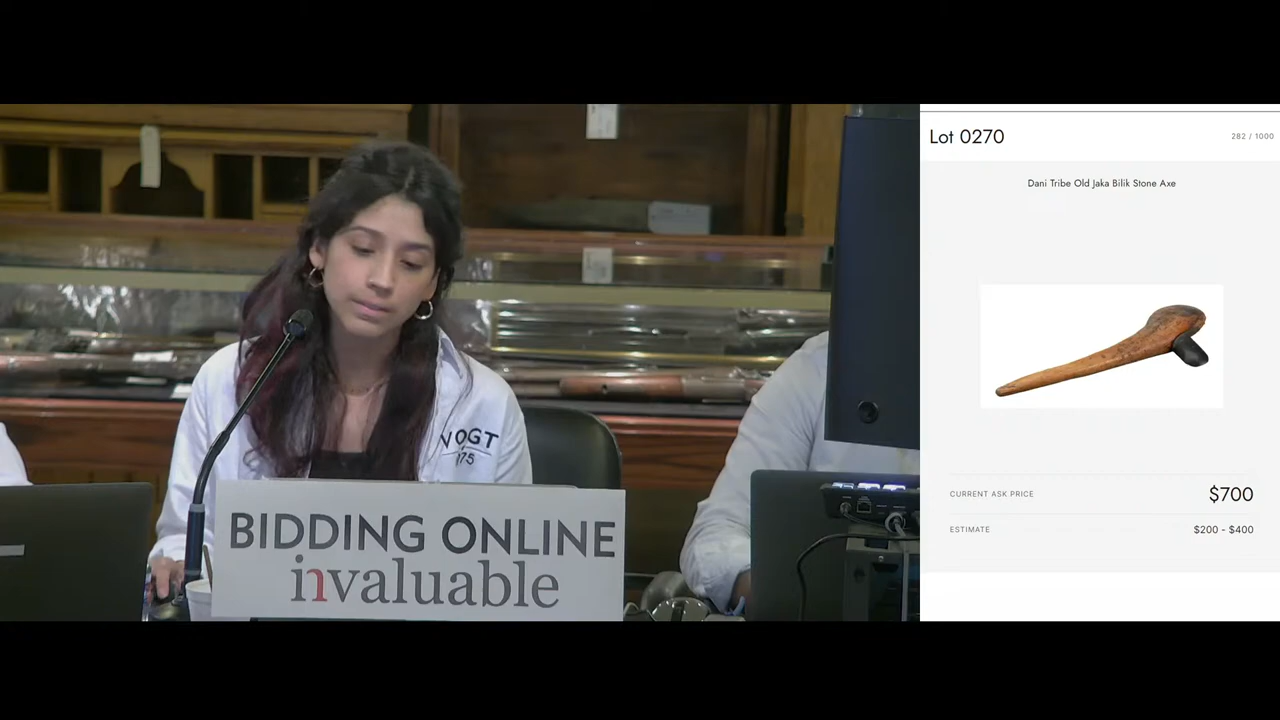 Lot 0270
282 / 1000
Dani Tribe Old Jaka Bilik Stone Axe
VOGT
BIDDING ONLINE
invaluable
CURRENT ASK PRICE
$700
ESTIMATE
$200 - $400